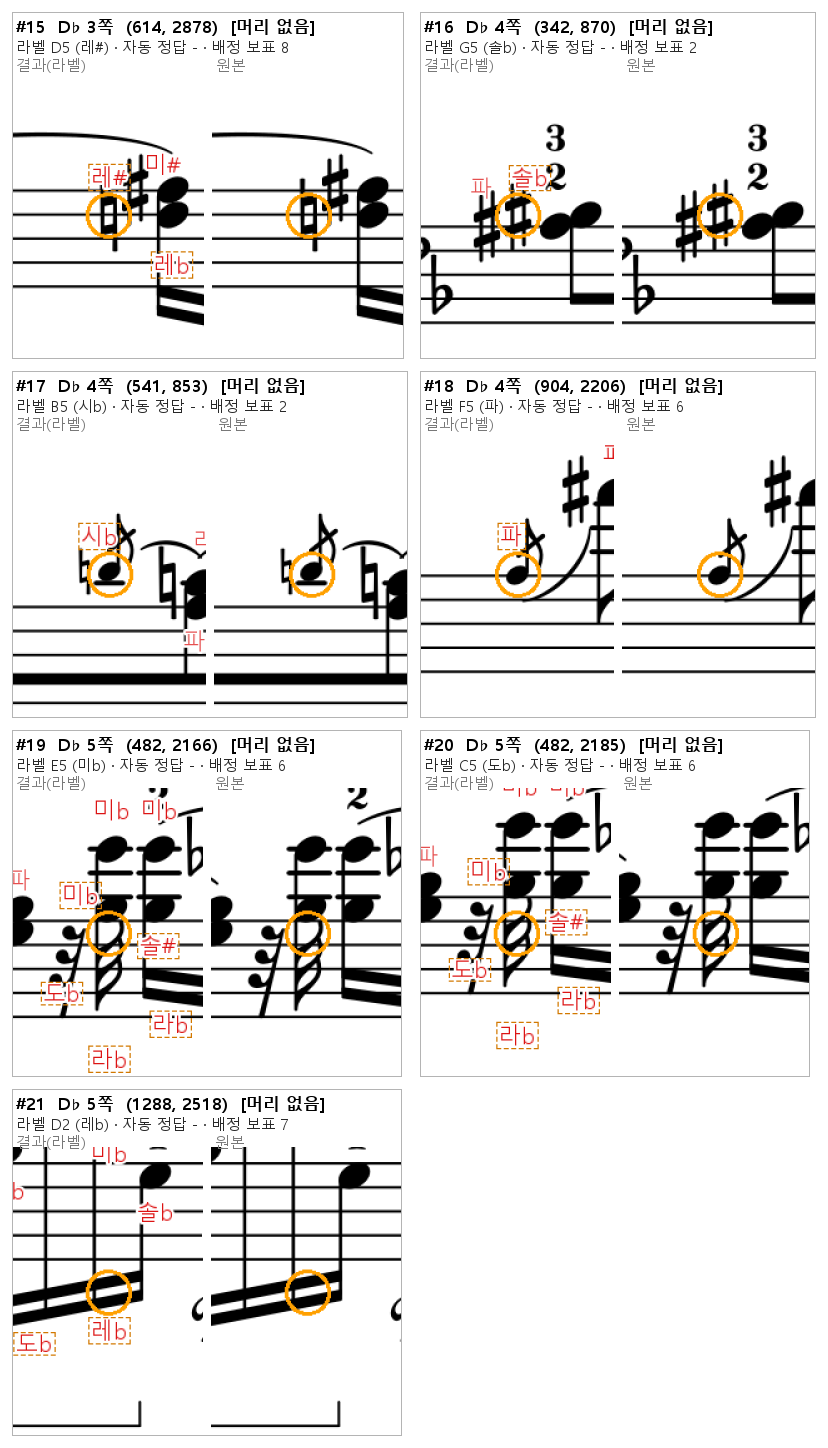 #15 D♭ 3쪽 (614, 2878) [머리 없음]
라벨 D5 (레#) · 자동 정답 - · 배정 보표 8
결과(라벨) 원본
레# 미#
레b
#16 D♭ 4쪽 (342, 870) [머리 없음]
라벨 G5 (솔b) · 자동 정답 - · 배정 보표 2
결과(라벨) 원본
3 3
파 솔b 2 2
#17 D♭ 4쪽 (541, 853) [머리 없음]
라벨 B5 (시b) · 자동 정답 - · 배정 보표 2
결과(라벨) 원본
시b
파
#18 D♭ 4쪽 (904, 2206) [머리 없음]
라벨 F5 (파) · 자동 정답 - · 배정 보표 6
결과(라벨) 원본
파
#19 D♭ 5쪽 (482, 2166) [머리 없음]
라벨 E5 (미b) · 자동 정답 - · 배정 보표 6
결과(라벨) 원본
미b 미b 2
파
미b
솔#
도b
라b
라b
#20 D♭ 5쪽 (482, 2185) [머리 없음]
라벨 C5 (도b) · 자동 정답 - · 배정 보표 6
결과(라벨) 원본
미b 미b
파
미b
솔#
도b
라b
라b
#21 D♭ 5쪽 (1288, 2518) [머리 없음]
라벨 D2 (레b) · 자동 정답 - · 배정 보표 7
결과(라벨) 원본
미b
b
솔b
레b
도b